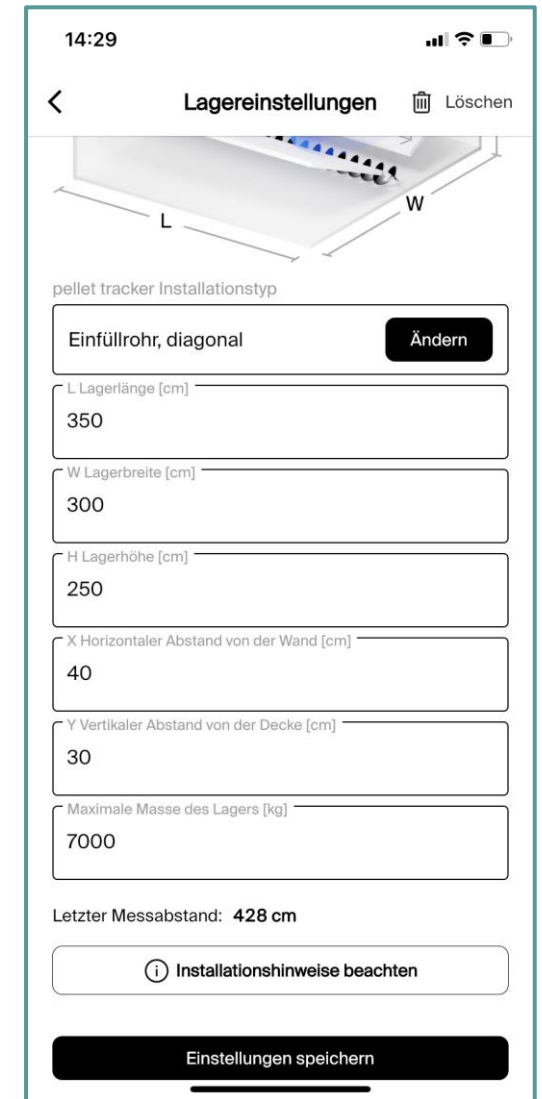 14:29
Lagereinstellungen
Löschen
W
L
pellet tracker Installationstyp
Einfüllrohr, diagonal
Ändern
L Lagerlänge [cm]
350
W Lagerbreite [cm]
300
H Lagerhöhe [cm]
250
X Horizontaler Abstand von der Wand [cm]
40
Y Vertikaler Abstand von der Decke [cm]
30
Maximale Masse des Lagers [kg]
7000
Letzter Messabstand: 428 cm
Installationshinweise beachten
Einstellungen speichern